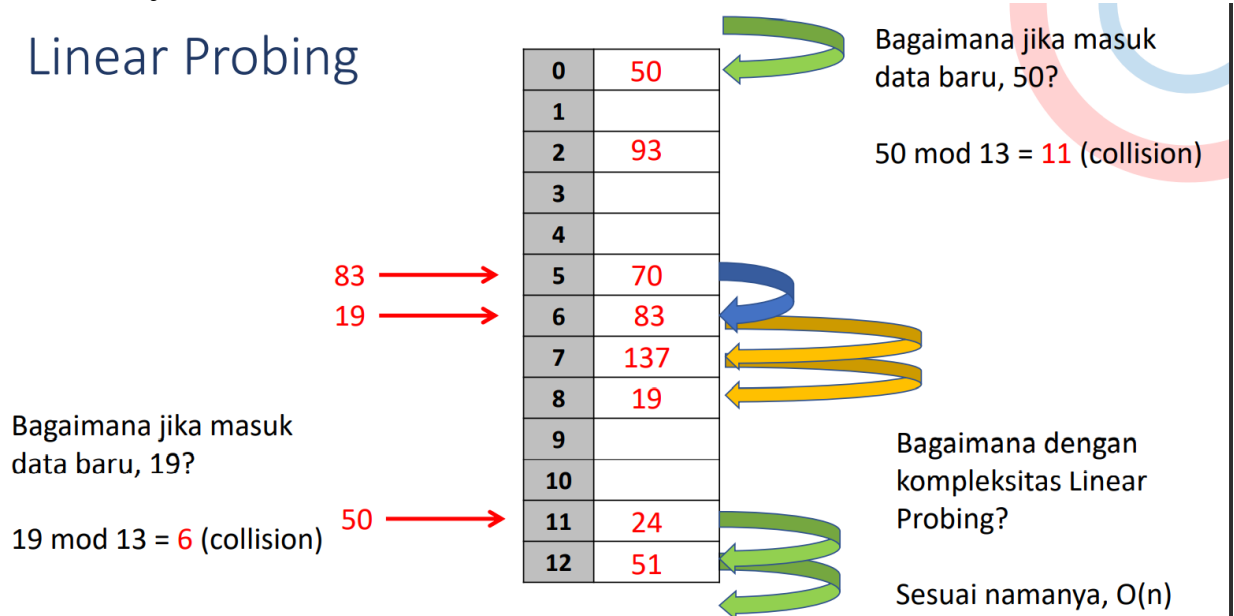 Linear Probing
Bagaimana jika masuk
data baru, 50?
50 mod 13 = 11 (collision)
0 50
1
2 93
3
4
83 5 70
19 6 83
7 137
8 19
9
10
50 11 24
12 51
Bagaimana jika masuk
data baru, 19?
19 mod 13 = 6 (collision)
Bagaimana dengan
kompleksitas Linear
Probing?
Sesuai namanya, O(n)